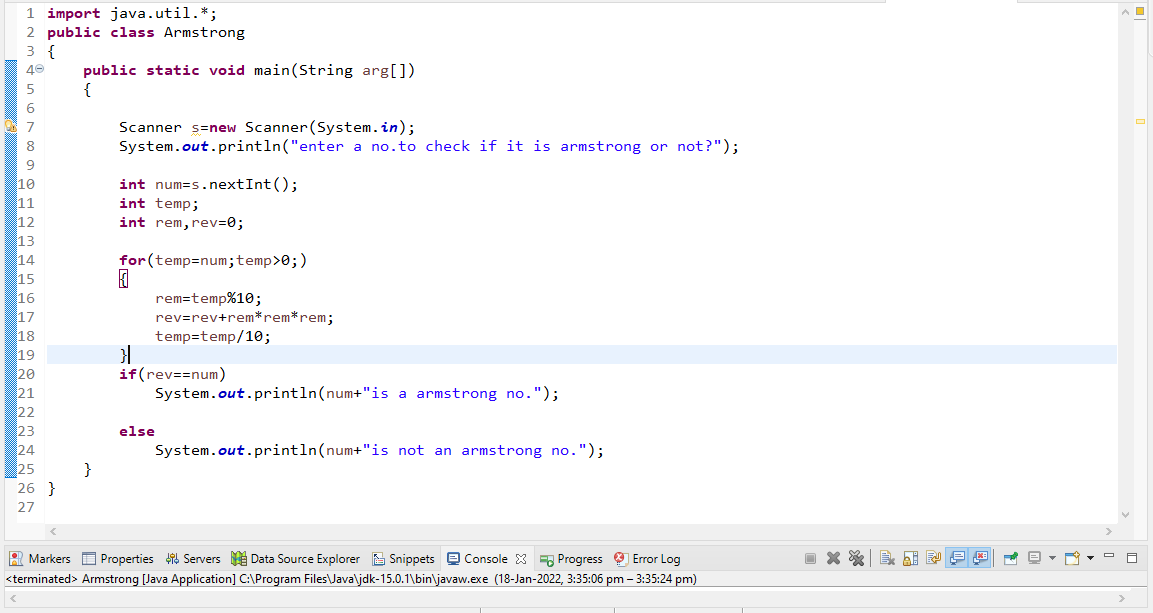 1 import java.util.*;
2 public class Armstrong
3 {
4     public static void main(String arg[])
5     {
6
7         Scanner s=new Scanner(System.in);
8         System.out.println("enter a no.to check if it is armstrong or not?");
9
10         int num=s.nextInt();
11         int temp;
12         int rem,rev=0;
13
14         for(temp=num;temp>0;)
15         {
16             rem=temp%10;
17             rev=rev+rem*rem*rem;
18             temp=temp/10;
19         }
20         if(rev==num)
21             System.out.println(num+"is a armstrong no.");
22
23         else
24             System.out.println(num+"is not an armstrong no.");
25     }
26 }
27
Markers Properties Servers Data Source Explorer Snippets Console Progress Error Log
<terminated> Armstrong [Java Application] C:\Program Files\Java\jdk-15.0.1\bin\javaw.exe (18-Jan-2022, 3:35:06 pm – 3:35:24 pm)